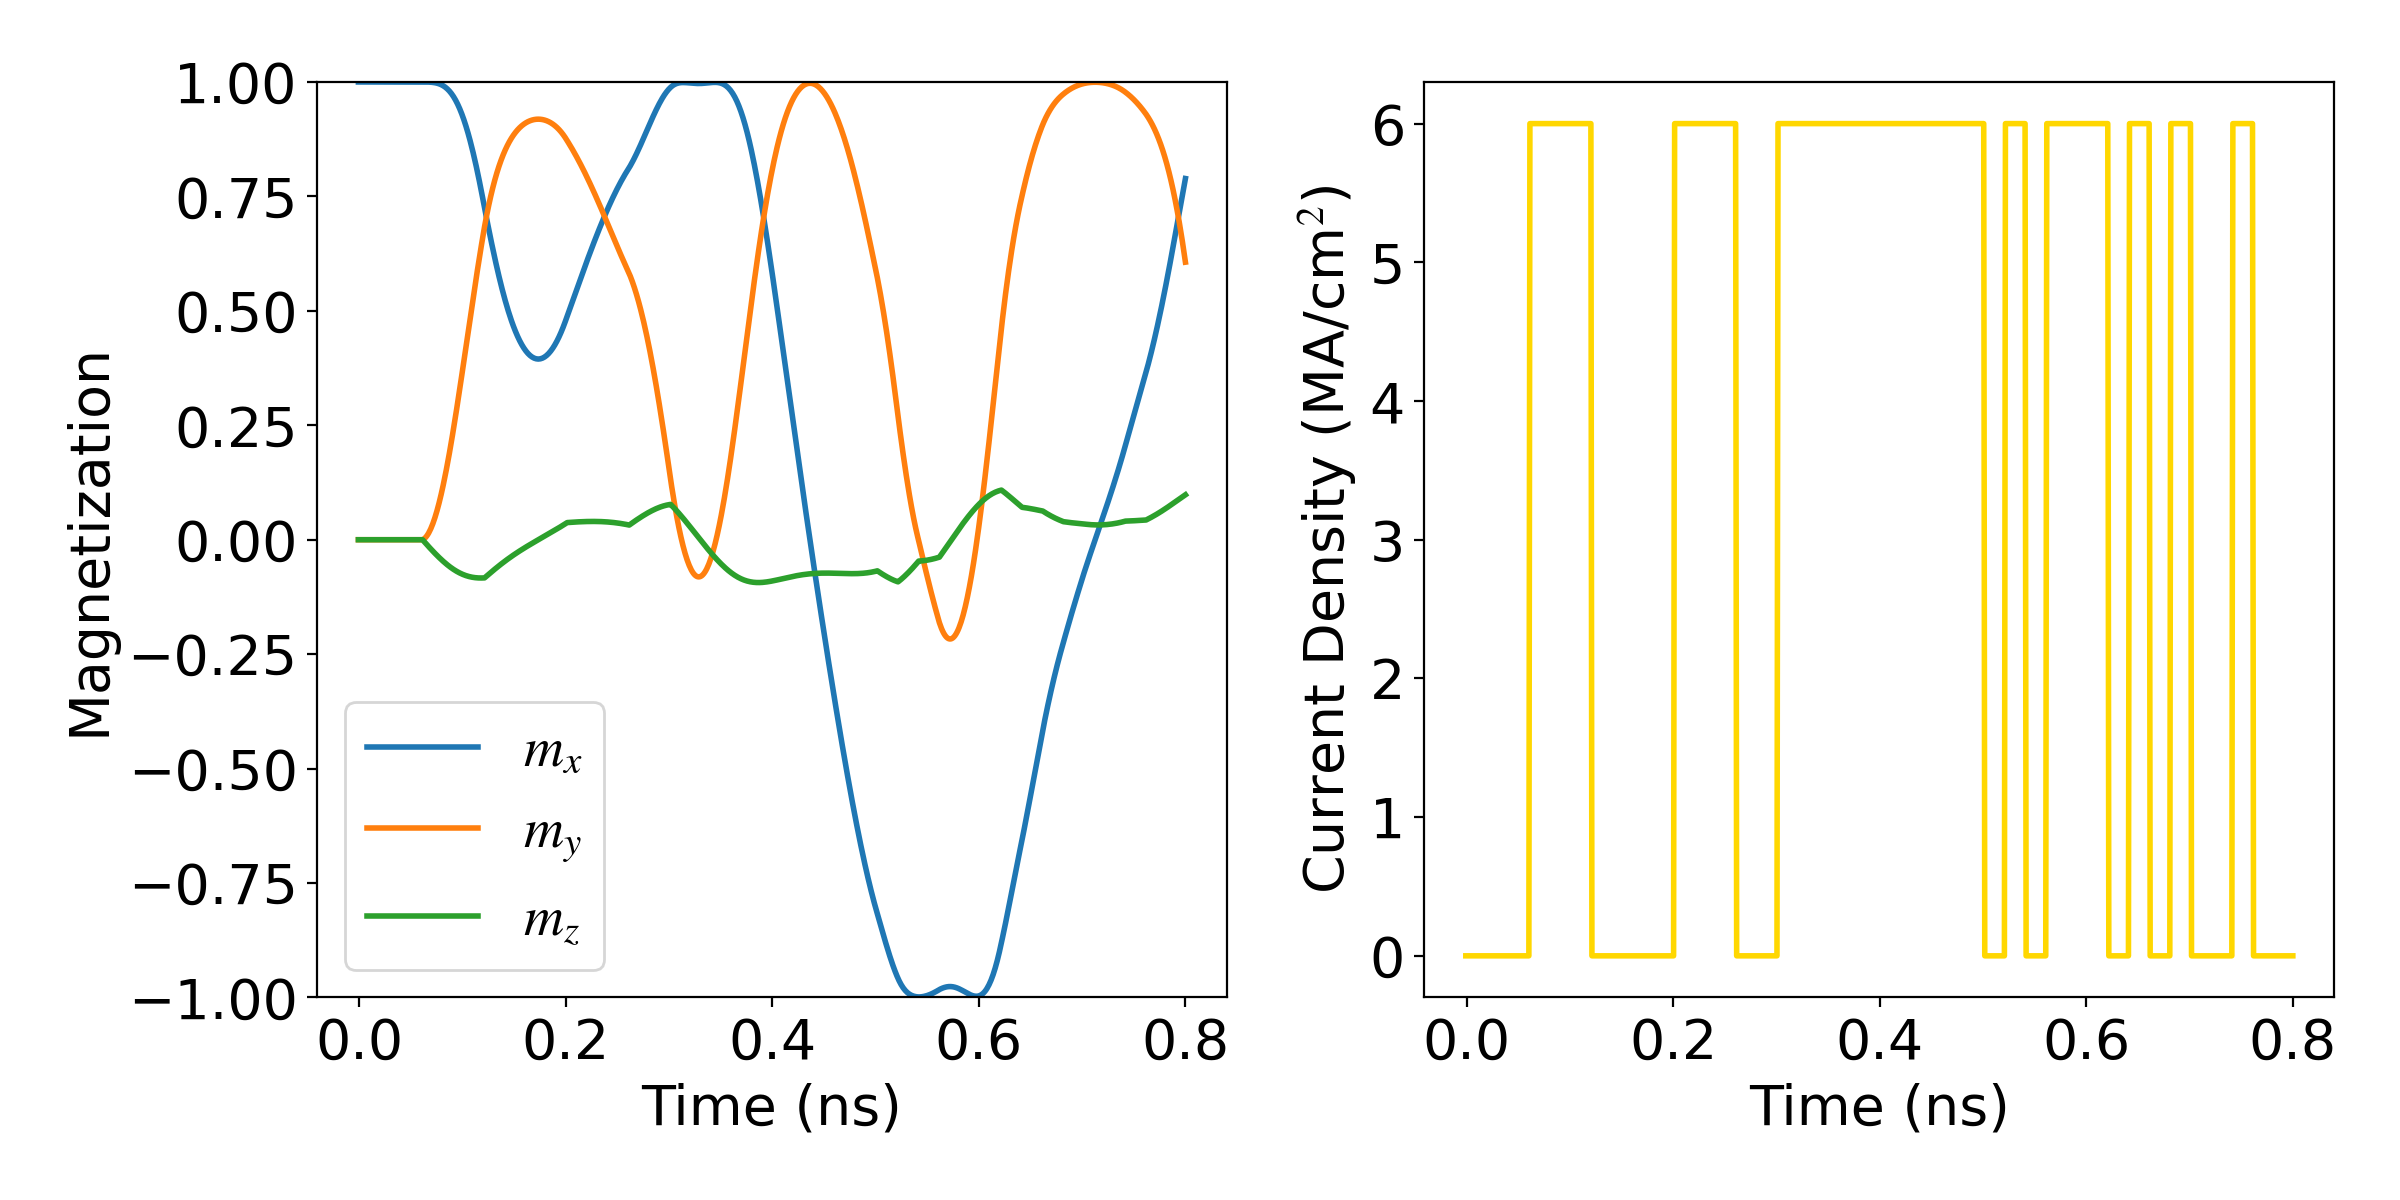 Magnetization
1.00
0.75
0.50
0.25
0.00
−0.25
−0.50
−0.75
−1.00
m_x
m_y
m_z
0.0 0.2 0.4 0.6 0.8
Time (ns)
Current Density (MA/cm²)
6
5
4
3
2
1
0
0.0 0.2 0.4 0.6 0.8
Time (ns)